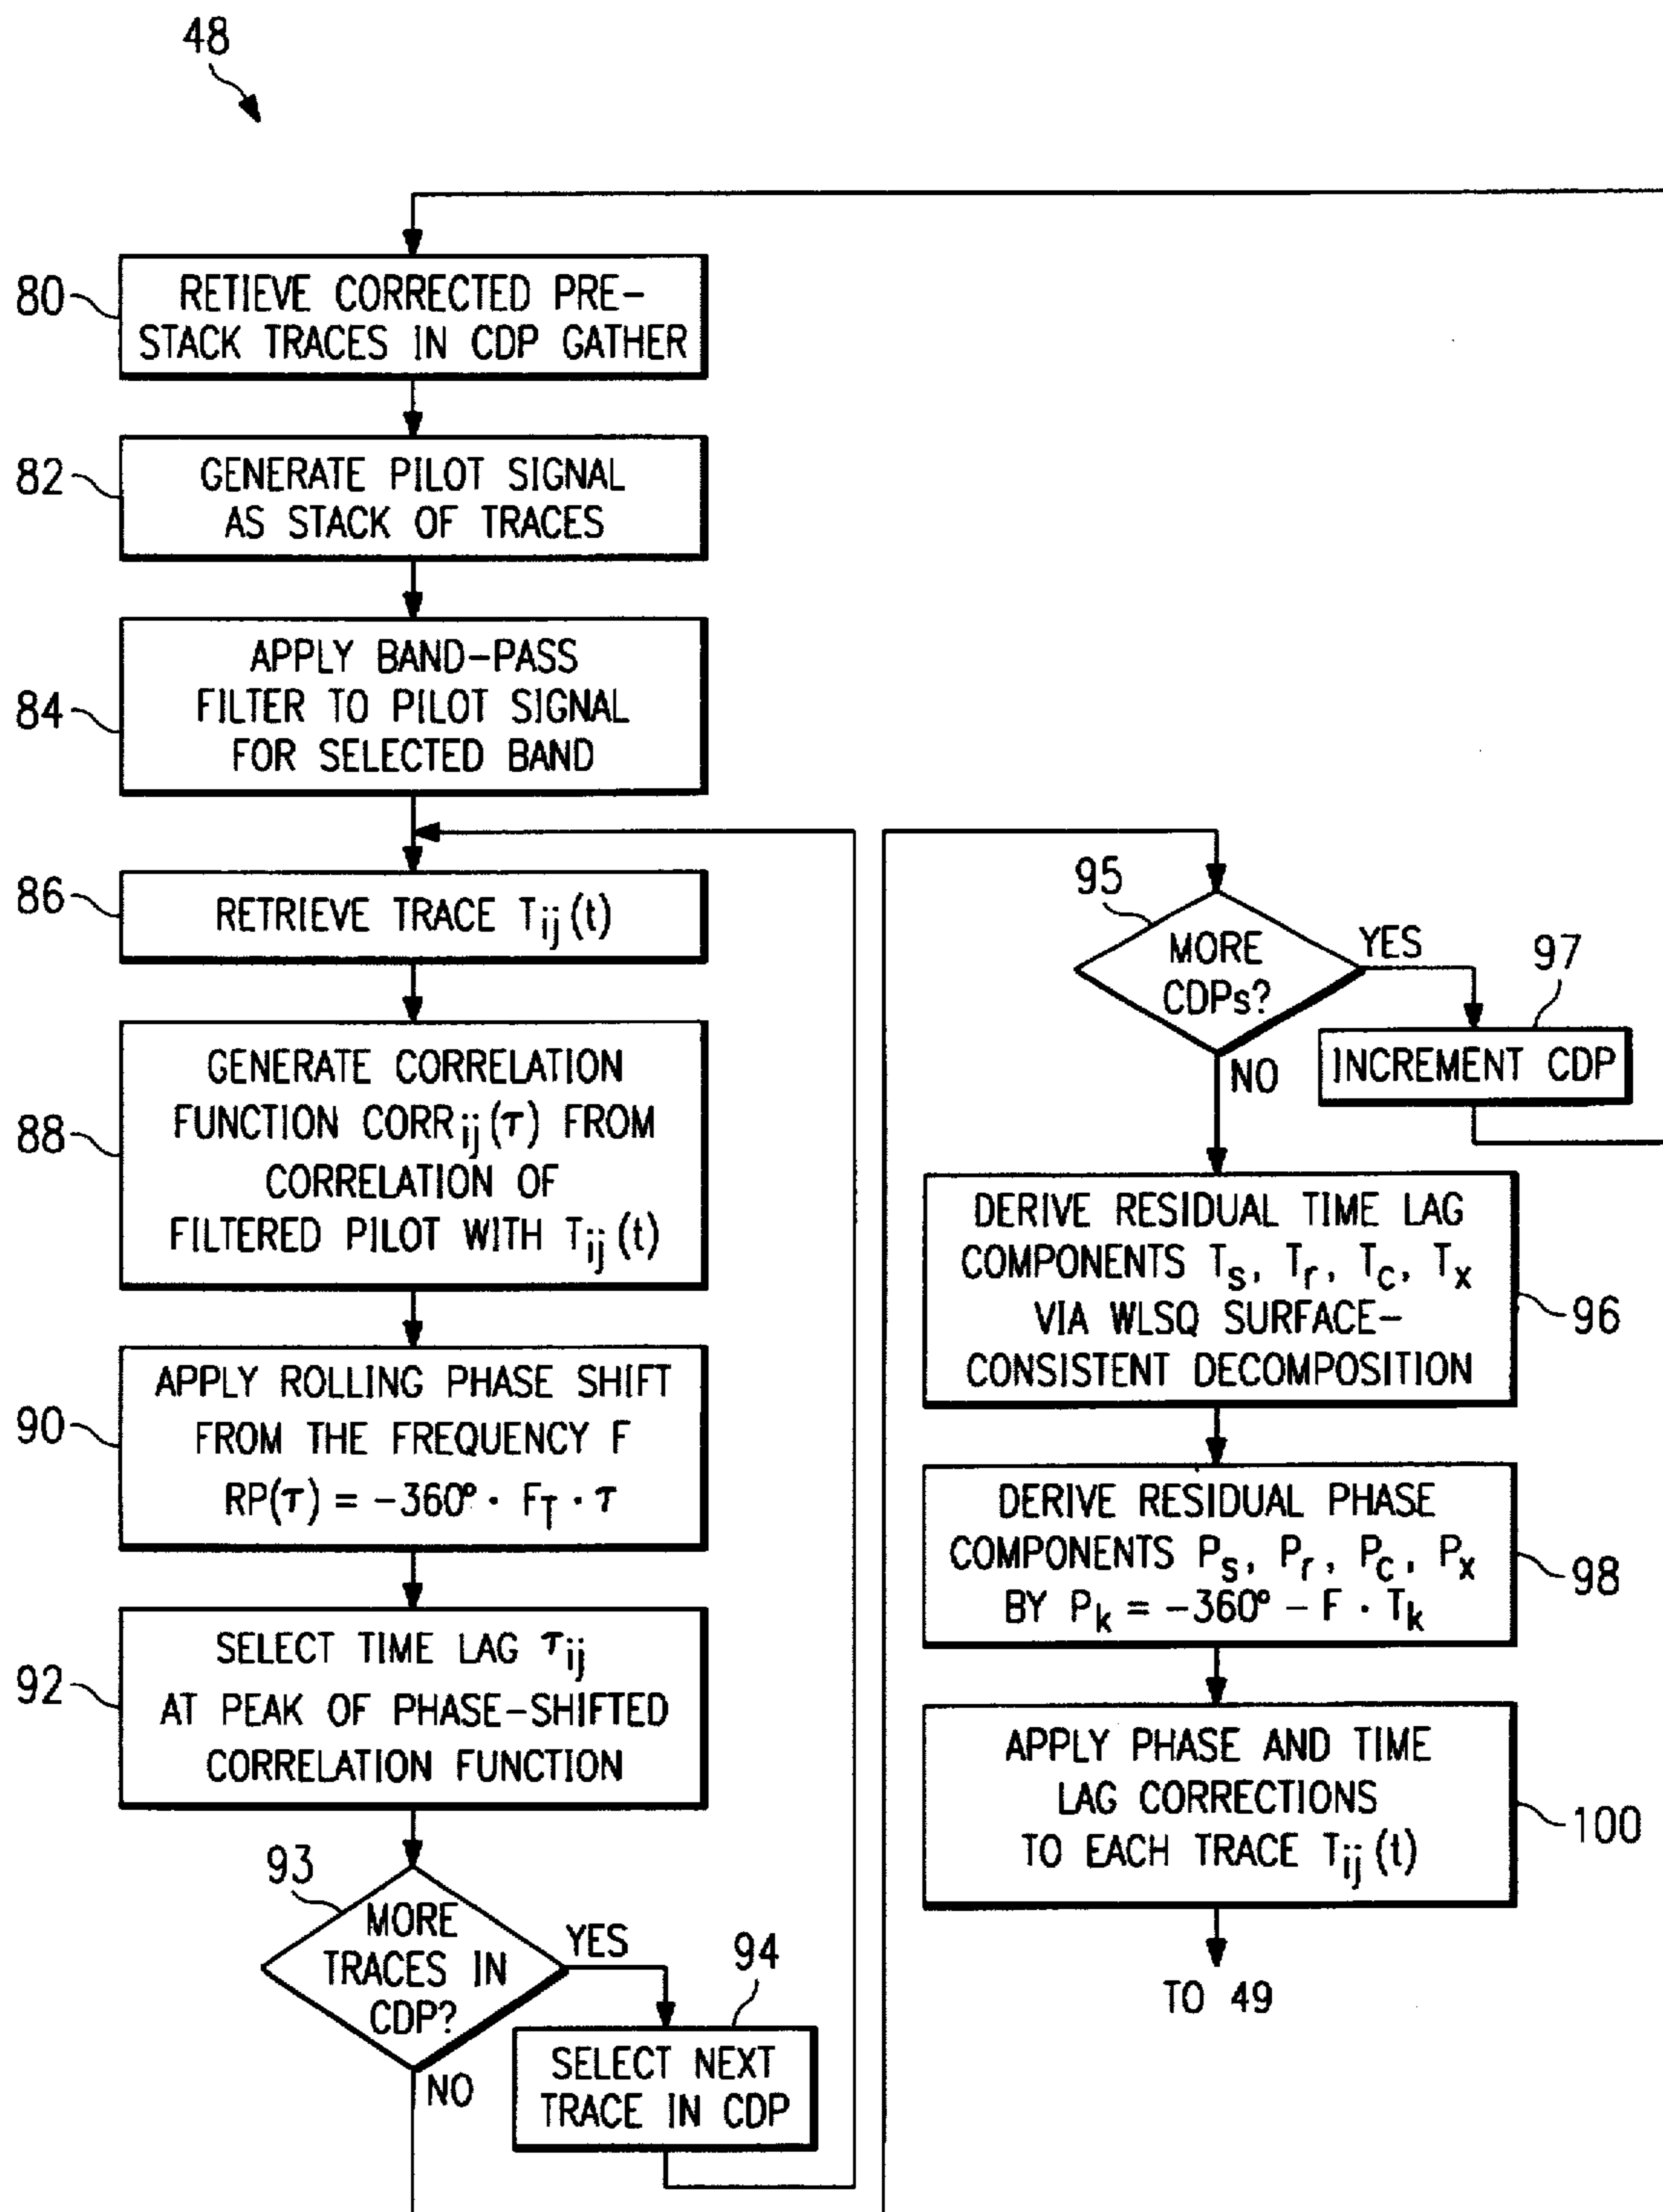 48
80
RETIEVE CORRECTED PRE-
STACK TRACES IN CDP GATHER
82
GENERATE PILOT SIGNAL
AS STACK OF TRACES
84
APPLY BAND-PASS
FILTER TO PILOT SIGNAL
FOR SELECTED BAND
86
RETRIEVE TRACE Tij(t)
88
GENERATE CORRELATION
FUNCTION CORRij(τ) FROM
CORRELATION OF
FILTERED PILOT WITH Tij(t)
90
APPLY ROLLING PHASE SHIFT
FROM THE FREQUENCY F
RP(τ) = -360° · FT · τ
92
SELECT TIME LAG τij
AT PEAK OF PHASE-SHIFTED
CORRELATION FUNCTION
93
MORE
TRACES IN
CDP?
YES
NO
94
SELECT NEXT
TRACE IN CDP
95
MORE
CDPs?
YES
NO
97
INCREMENT CDP
DERIVE RESIDUAL TIME LAG
COMPONENTS Ts, Tr, Tc, Tx
VIA WLSQ SURFACE-
CONSISTENT DECOMPOSITION
96
DERIVE RESIDUAL PHASE
COMPONENTS Ps, Pr, Pc, Px
BY Pk = -360° - F · Tk
98
APPLY PHASE AND TIME
LAG CORRECTIONS
TO EACH TRACE Tij(t)
100
TO 49